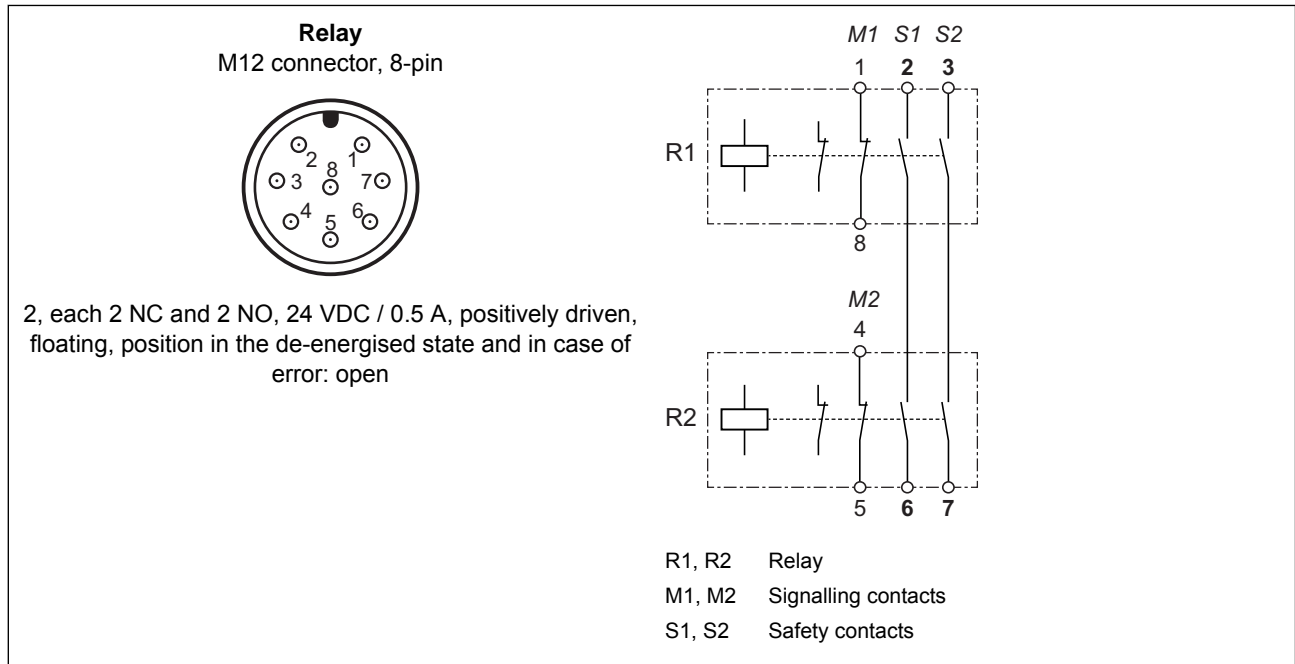 Relay
M12 connector, 8-pin
2 1
8
3 7
4 6
5
2, each 2 NC and 2 NO, 24 VDC / 0.5 A, positively driven,
floating, position in the de-energised state and in case of
error: open
M1 S1 S2
1 2 3
R1
8
M2
4
R2
5 6 7
R1, R2 Relay
M1, M2 Signalling contacts
S1, S2 Safety contacts